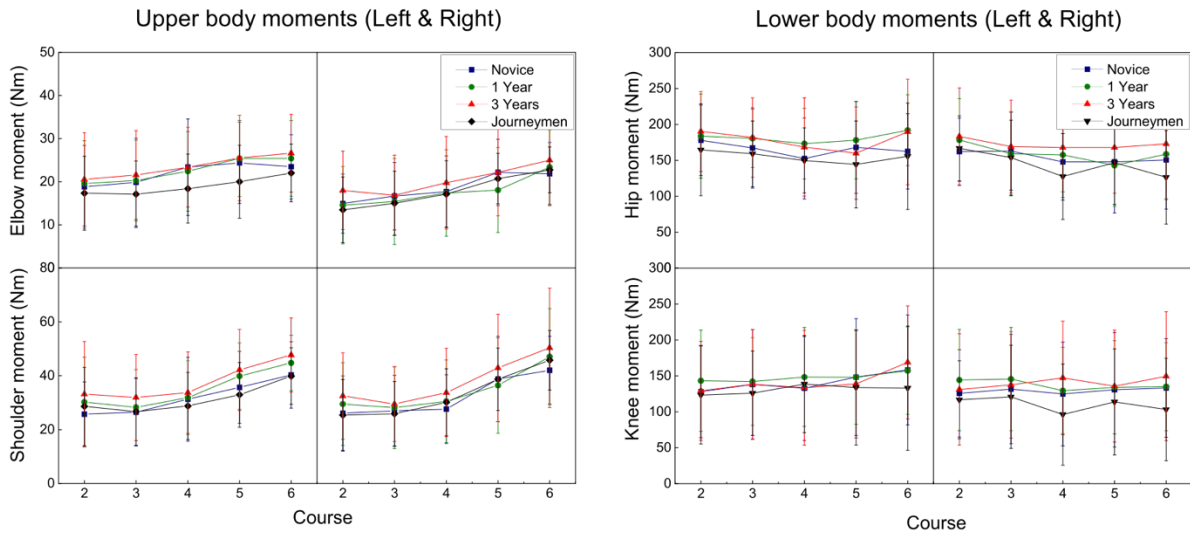 Upper body moments (Left & Right)
Elbow moment (Nm)
50
40
30
20
10
Novice
1 Year
3 Years
Journeymen
Shoulder moment (Nm)
80
60
40
20
0
2 3 4 5 6 2 3 4 5 6
Course
Lower body moments (Left & Right)
Hip moment (Nm)
300
250
200
150
100
50
Novice
1 Year
3 Years
Journeymen
Knee moment (Nm)
300
250
200
150
100
50
0
2 3 4 5 6 2 3 4 5 6
Course